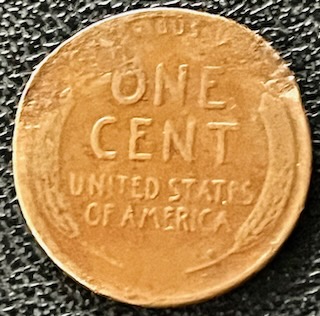 ONE
CENT
UNITED STATES
OF AMERICA